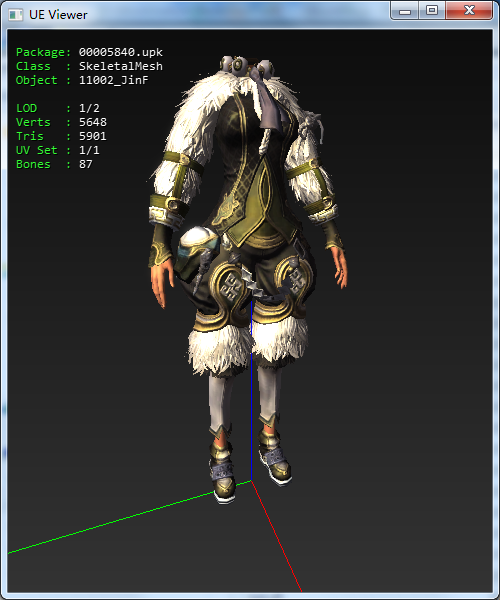 UE Viewer
Package: 00005840.upk
Class  : SkeletalMesh
Object : 11002_JinF
LOD    : 1/2
Verts  : 5648
Tris   : 5901
UV Set : 1/1
Bones  : 87